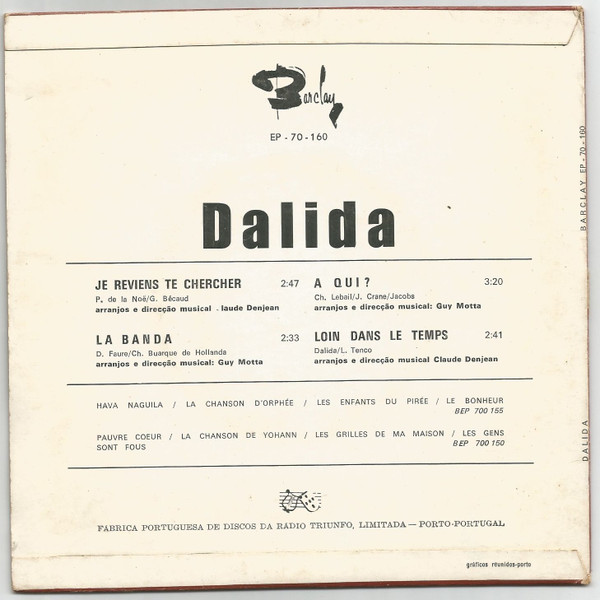 Barclay
EP - 70 - 160
Dalida
JE REVIENS TE CHERCHER 2:47
P. de la Noë/G. Bécaud
arranjos e direcção musical . laude Denjean
A QUI? 3:20
Ch. Lebail/J. Crane/Jacobs
arranjos e direcção musical: Guy Motta
LA BANDA 2:33
D. Faure/Ch. Buarque de Hollanda
arranjos e direcção musical: Guy Motta
LOIN DANS LE TEMPS 2:41
Dalida/L. Tenco
arranjos e direcção musical Claude Denjean
HAVA NAGUILA / LA CHANSON D'ORPHÉE / LES ENFANTS DU PIRÉE / LE BONHEUR
BEP 700 155
PAUVRE COEUR / LA CHANSON DE YOHANN / LES GRILLES DE MA MAISON / LES GENS
SONT FOUS BEP 700 150
FÁBRICA PORTUGUESA DE DISCOS DA RÁDIO TRIUNFO, LIMITADA — PORTO-PORTUGAL
gráficos réunidos-porto
BARCLAY EP - 70 - 160
DALIDA